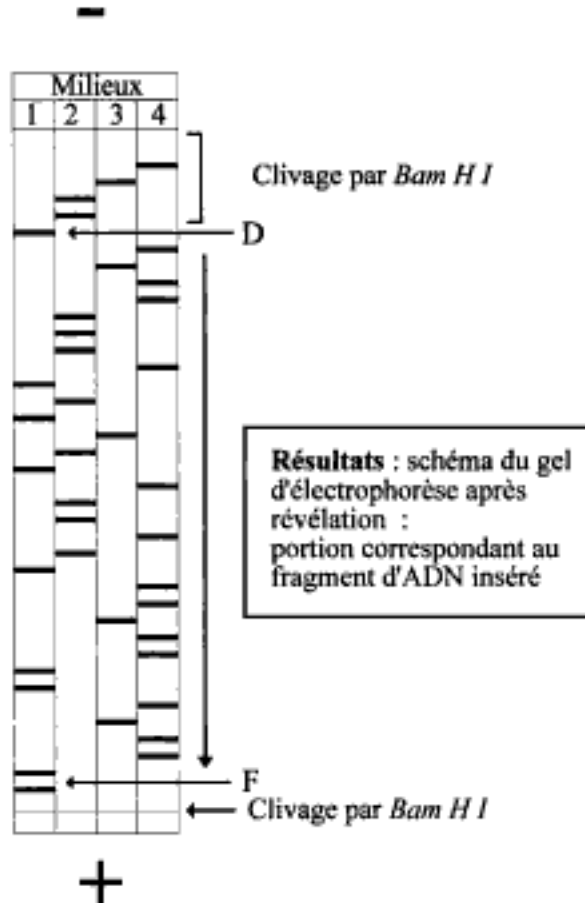 -
Milieux
1 2 3 4
Clivage par Bam H I
D
Résultats : schéma du gel
d'électrophorèse après
révélation :
portion correspondant au
fragment d'ADN inséré
F
Clivage par Bam H I
+